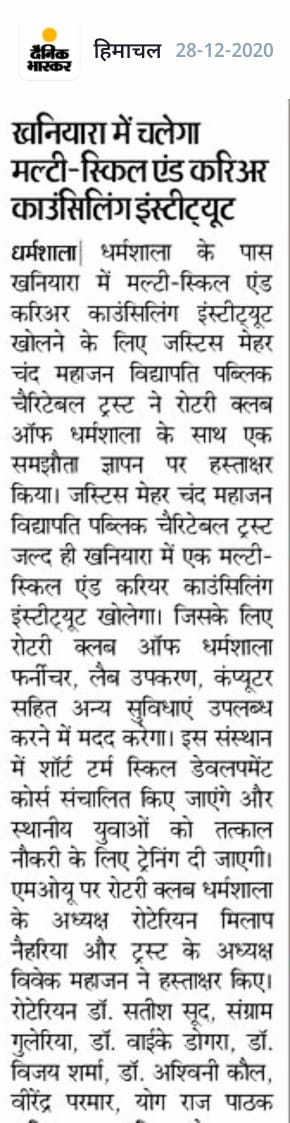 दैनिक
भास्कर
हिमाचल 28-12-2020
खनियारा में चलेगा
मल्टी-स्किल एंड करिअर
काउंसिलिंग इंस्टीट्यूट
धर्मशाला| धर्मशाला के पास
खनियारा में मल्टी-स्किल एंड
करिअर काउंसिलिंग इंस्टीट्यूट
खोलने के लिए जस्टिस मेहर
चंद महाजन विद्यापति पब्लिक
चैरिटेबल ट्रस्ट ने रोटरी क्लब
ऑफ धर्मशाला के साथ एक
समझौता ज्ञापन पर हस्ताक्षर
किया। जस्टिस मेहर चंद महाजन
विद्यापति पब्लिक चैरिटेबल ट्रस्ट
जल्द ही खनियारा में एक मल्टी-
स्किल एंड करियर काउंसिलिंग
इंस्टीट्यूट खोलेगा। जिसके लिए
रोटरी क्लब ऑफ धर्मशाला
फर्नीचर, लैब उपकरण, कंप्यूटर
सहित अन्य सुविधाएं उपलब्ध
करने में मदद करेगा। इस संस्थान
में शॉर्ट टर्म स्किल डेवलपमेंट
कोर्स संचालित किए जाएंगे और
स्थानीय युवाओं को तत्काल
नौकरी के लिए ट्रेनिंग दी जाएगी।
एमओयू पर रोटरी क्लब धर्मशाला
के अध्यक्ष रोटेरियन मिलाप
नैहरिया और ट्रस्ट के अध्यक्ष
विवेक महाजन ने हस्ताक्षर किए।
रोटेरियन डॉ. सतीश सूद, संग्राम
गुलेरिया, डॉ. वाईके डोगरा, डॉ.
विजय शर्मा, डॉ. अश्विनी कौल,
वीरेंद्र परमार, योग राज पाठक